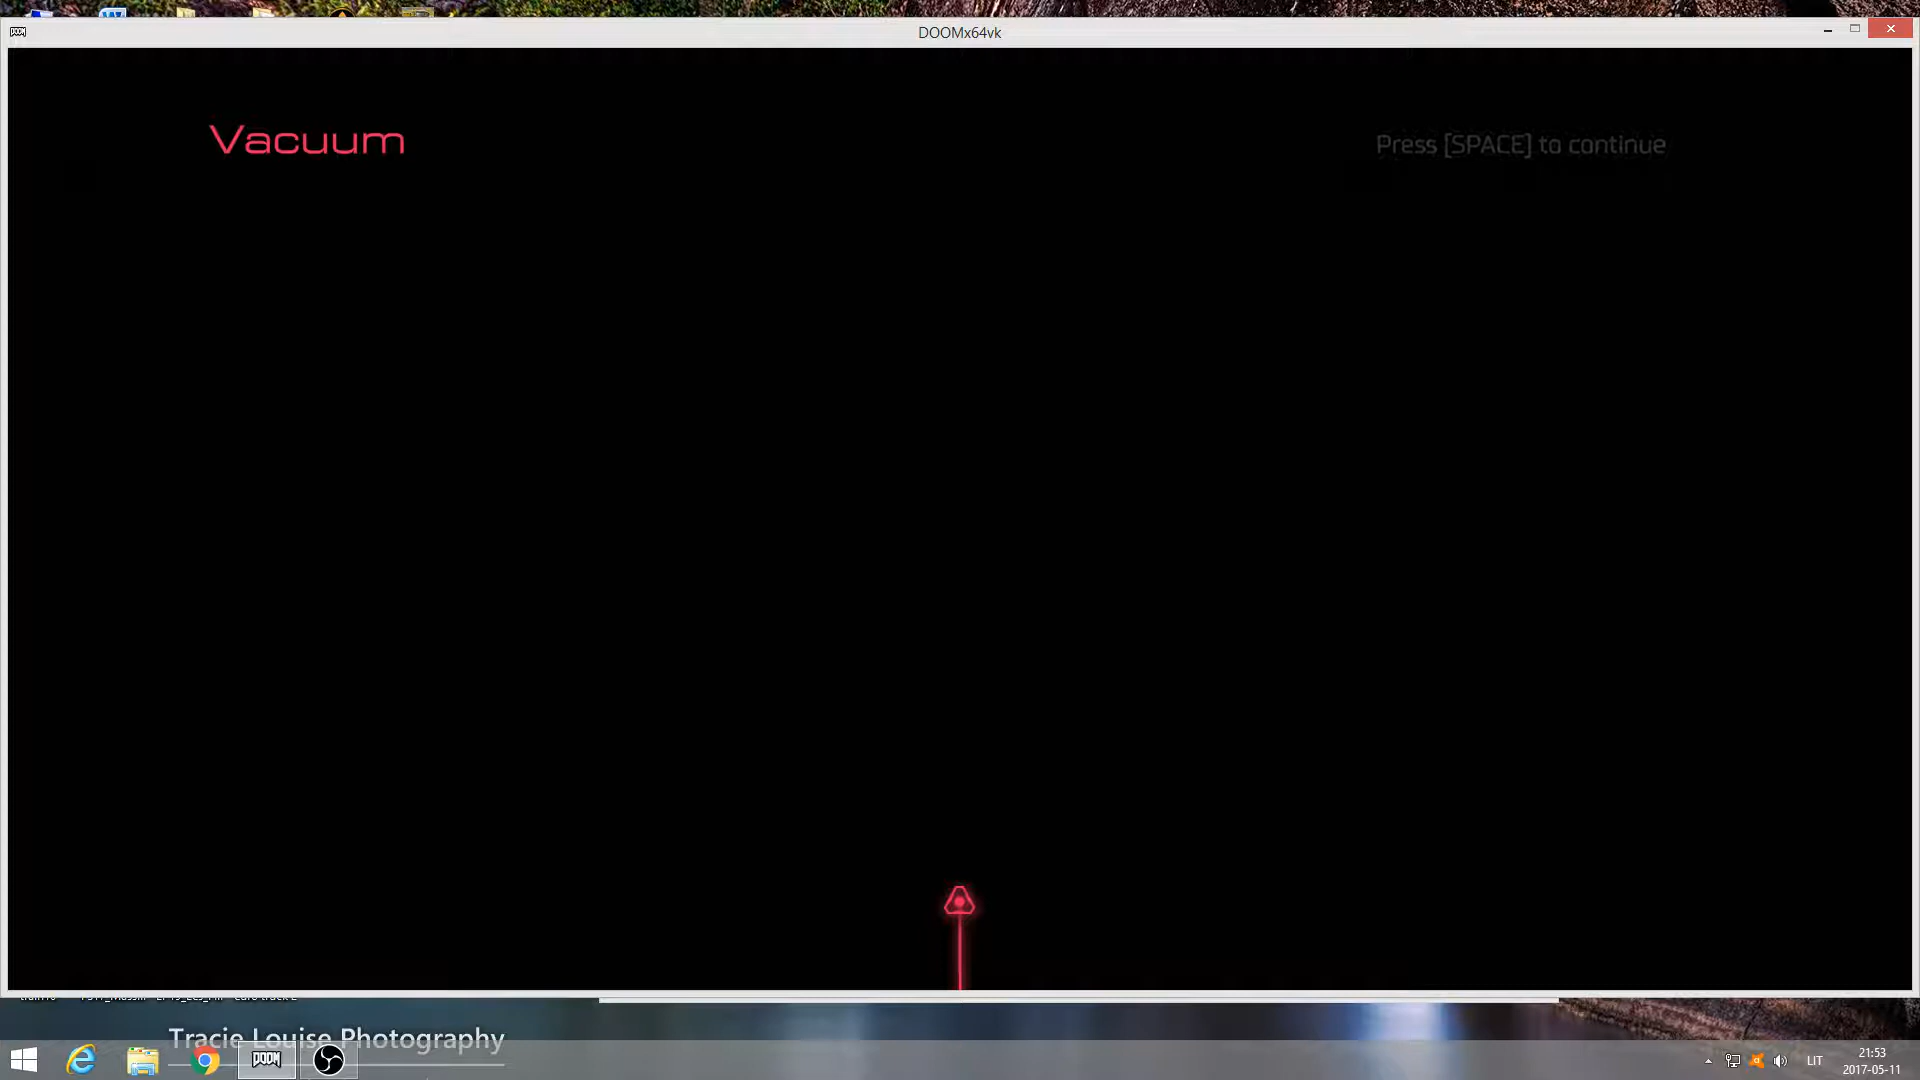 DOOMx64vk
Vacuum
Press [SPACE] to continue
Tracie Louise Photography
DOOM
LIT
21:53
2017-05-11